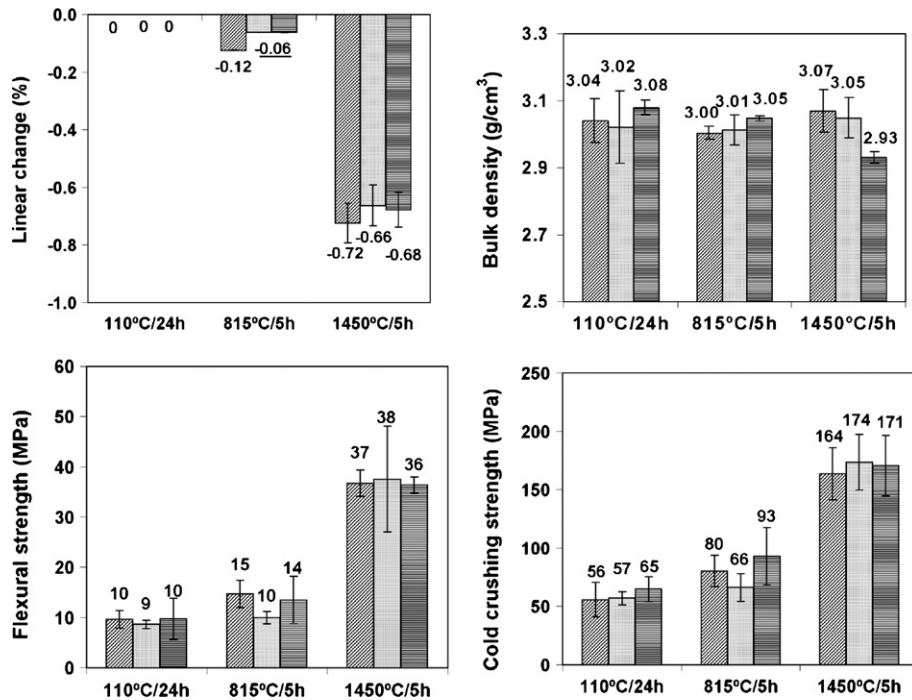 Linear change (%)
0.0
-0.2
-0.4
-0.6
-0.8
-1.0
0 0 0
-0.12
-0.06
-0.72
-0.66
-0.68
110ºC/24h 815ºC/5h 1450ºC/5h
Bulk density (g/cm³)
3.3
3.1
2.9
2.7
2.5
3.04 3.02 3.08
3.00 3.01 3.05
3.07 3.05
2.93
110ºC/24h 815ºC/5h 1450ºC/5h
Flexural strength (MPa)
60
50
40
30
20
10
0
10 9 10
15 10 14
37 38 36
110ºC/24h 815ºC/5h 1450ºC/5h
Cold crushing strength (MPa)
250
200
150
100
50
0
56 57 65
80 66 93
164 174 171
110ºC/24h 815ºC/5h 1450ºC/5h